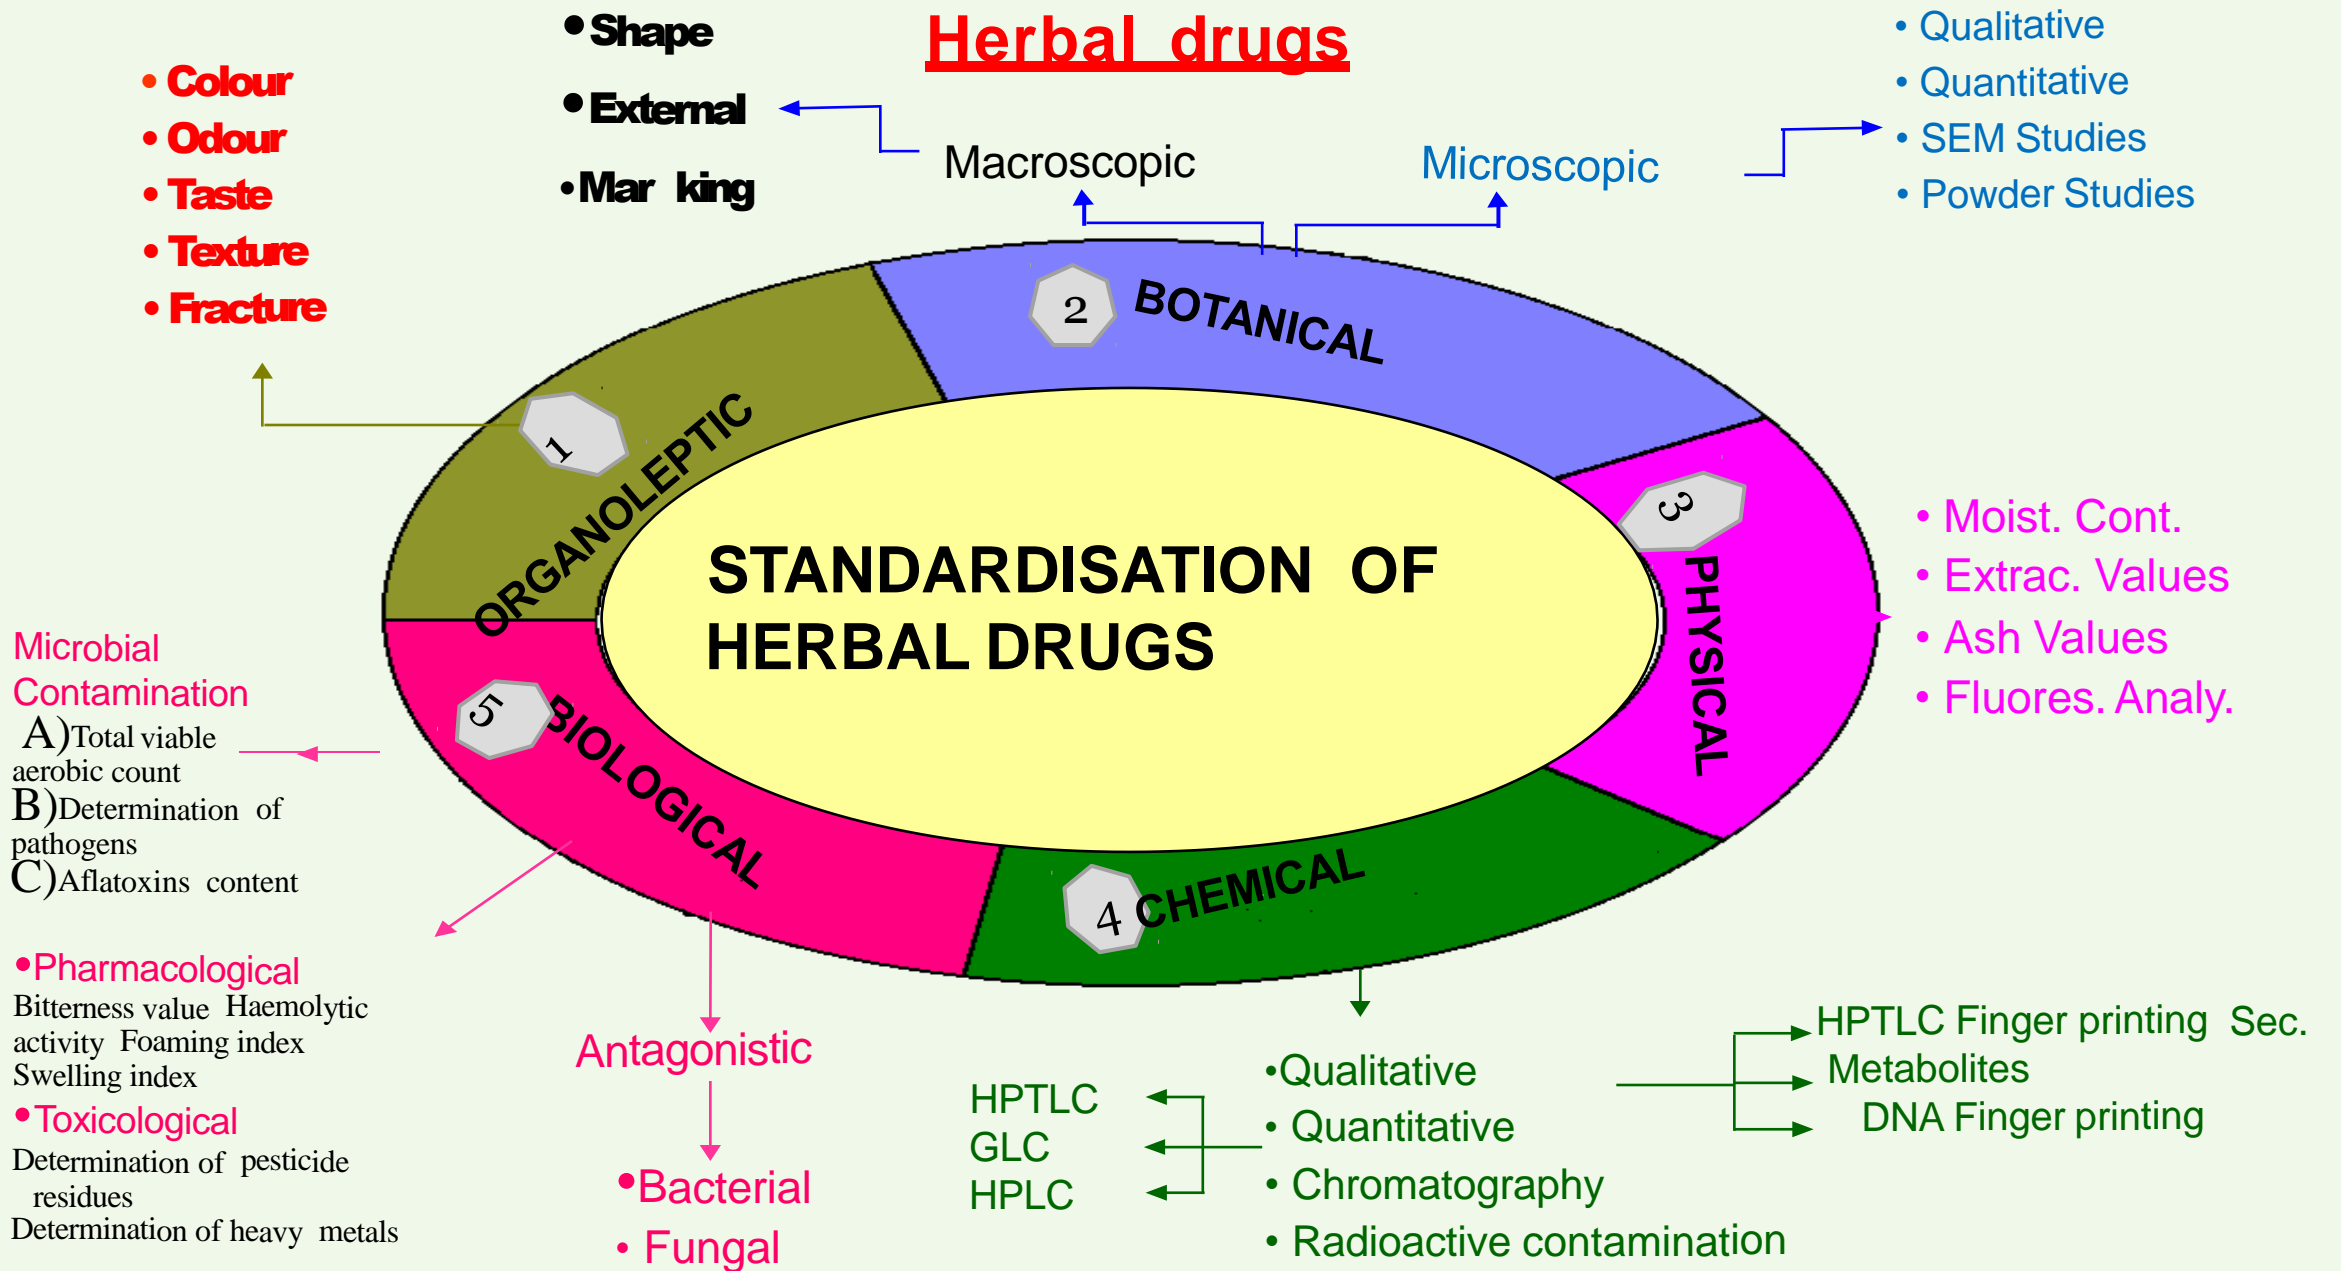 Herbal drugs
• Colour
• Odour
• Taste
• Texture
• Fracture
• Shape
• External
• Mar king
Macroscopic
Microscopic
• Qualitative
• Quantitative
• SEM Studies
• Powder Studies
1
ORGANOLEPTIC
2
BOTANICAL
3
PHYSICAL
4
CHEMICAL
5
BIOLOGICAL
STANDARDISATION OF
HERBAL DRUGS
• Moist. Cont.
• Extrac. Values
• Ash Values
• Fluores. Analy.
Microbial
Contamination
A)Total viable
aerobic count
B)Determination of
pathogens
C)Aflatoxins content
•Pharmacological
Bitterness value Haemolytic
activity Foaming index
Swelling index
•Toxicological
Determination of pesticide
residues
Determination of heavy metals
Antagonistic
•Bacterial
• Fungal
HPTLC
GLC
HPLC
•Qualitative
• Quantitative
• Chromatography
• Radioactive contamination
HPTLC Finger printing Sec.
Metabolites
DNA Finger printing